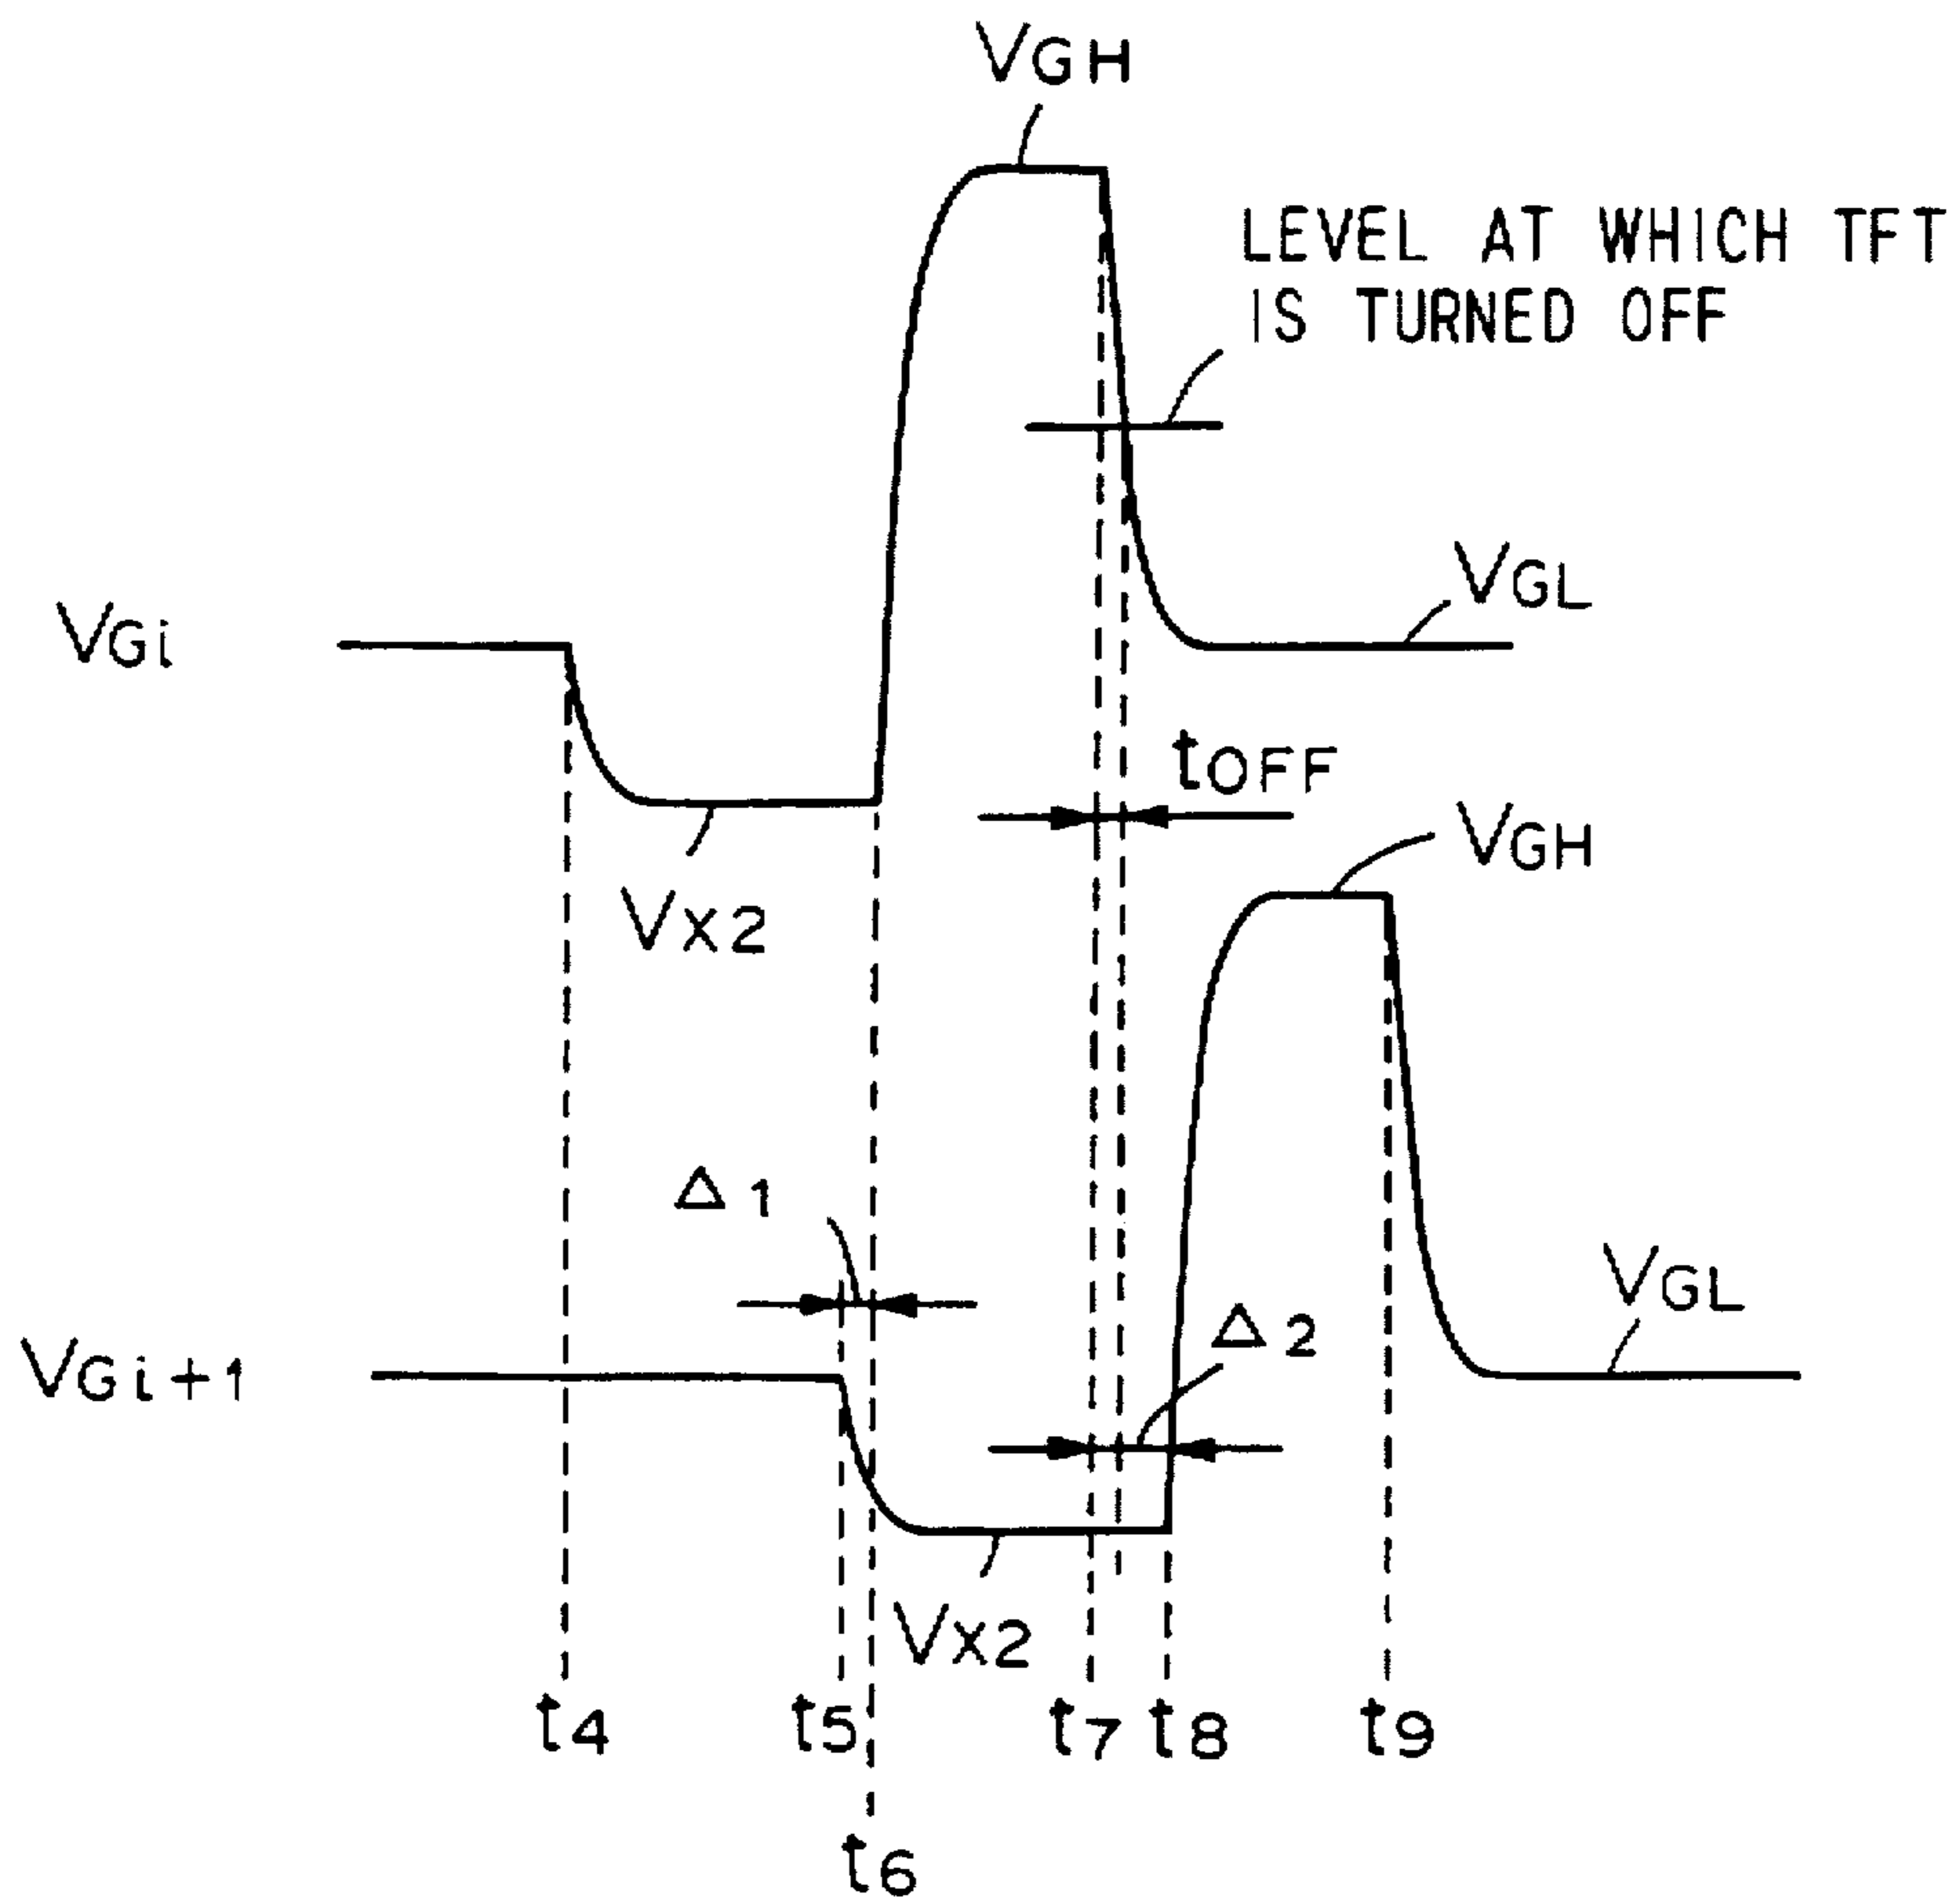 VGH
LEVEL AT WHICH TFT
IS TURNED OFF
VGi
VGL
tOFF
VX2
VGH
Δ1
Δ2
VGL
VGi+1
VX2
t4 t5 t7 t8 t9
t6